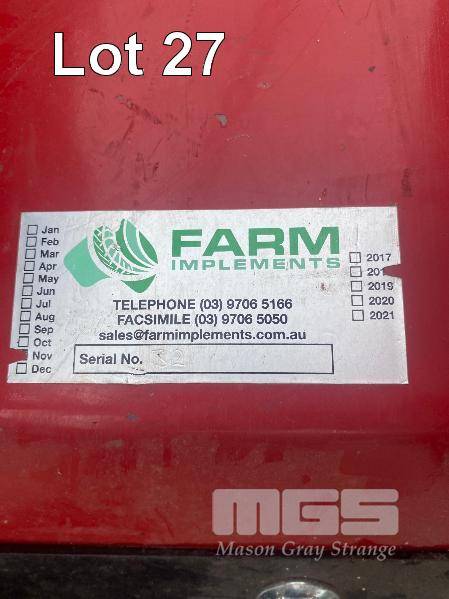 Lot 27
Jan
Feb
Mar
Apr
May
Jun
Jul
Aug
Sep
Oct
Nov
Dec
FARM
IMPLEMENTS
TELEPHONE (03) 9706 5166
FACSIMILE (03) 9706 5050
sales@farmimplements.com.au
Serial No.
2017
2019
2020
2021
MGS
Mason Gray Strange